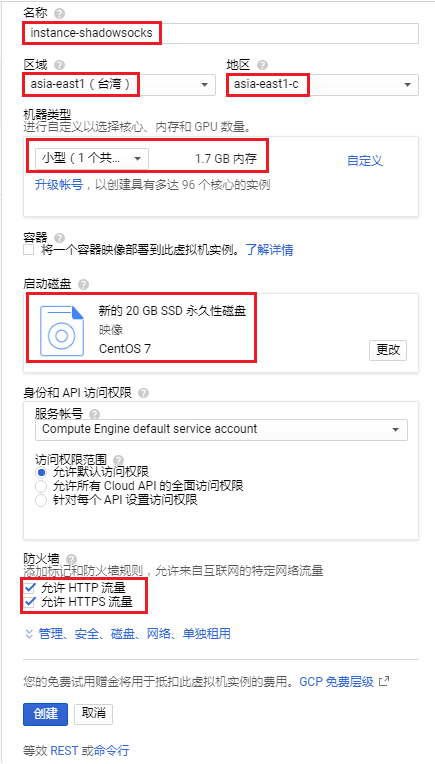 名称
instance-shadowsocks
区域 地区
asia-east1（台湾） asia-east1-c
机器类型
进行自定义以选择核心、内存和 GPU 数量。
小型（1 个共... 1.7 GB 内存 自定义
升级帐号，以创建具有多达 96 个核心的实例
容器
将一个容器映像部署到此虚拟机实例。了解详情
启动磁盘
新的 20 GB SSD 永久性磁盘
映像
CentOS 7
更改
身份和 API 访问权限
服务帐号
Compute Engine default service account
访问权限范围
允许默认访问权限
允许所有 Cloud API 的全面访问权限
针对每个 API 设置访问权限
防火墙
添加标记和防火墙规则，允许来自互联网的特定网络流量
允许 HTTP 流量
允许 HTTPS 流量
管理、安全、磁盘、网络、单独租用
您的免费试用赠金将用于抵扣此虚拟机实例的费用。GCP 免费层级
创建 取消
等效 REST 或命令行